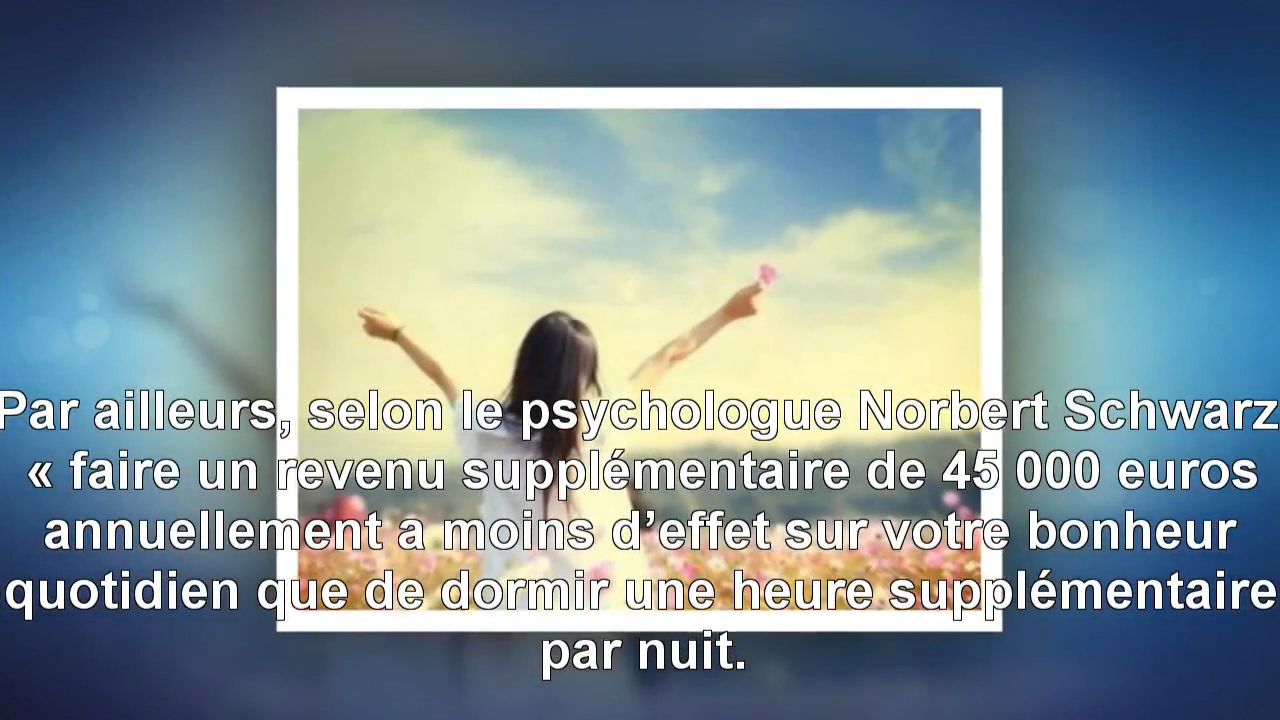 Par ailleurs, selon le psychologue Norbert Schwarz
« faire un revenu supplémentaire de 45 000 euros
annuellement a moins d’effet sur votre bonheur
quotidien que de dormir une heure supplémentaire
par nuit.